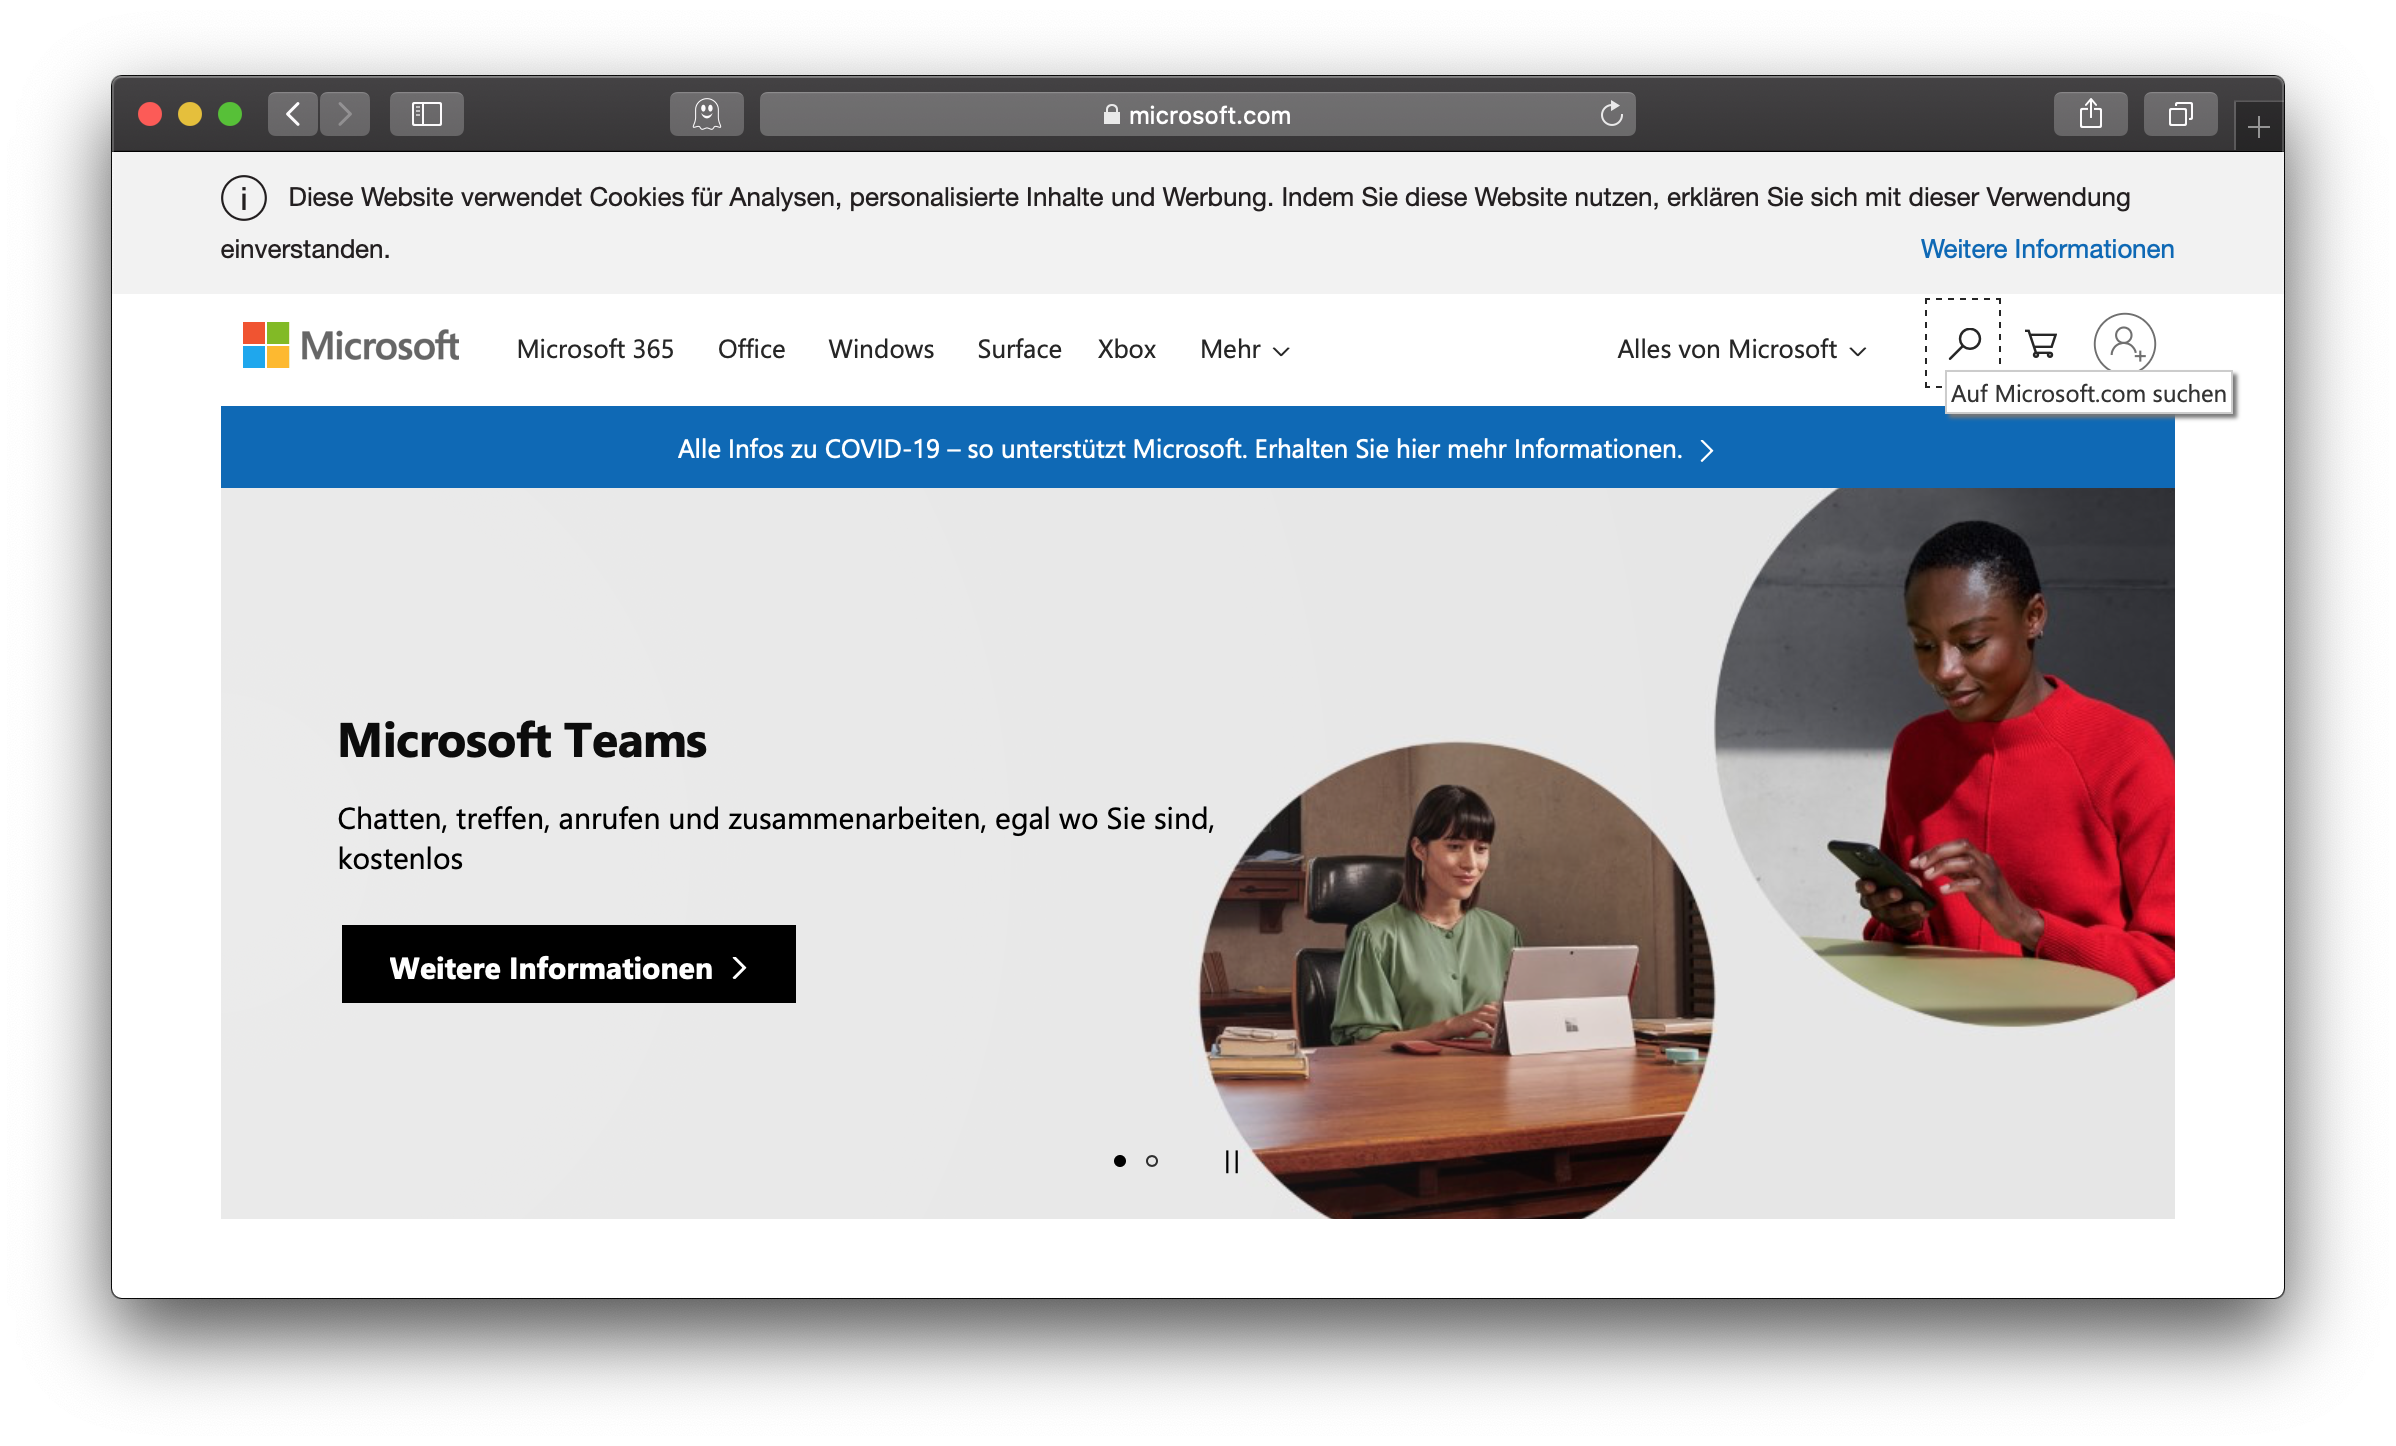 microsoft.com
Diese Website verwendet Cookies für Analysen, personalisierte Inhalte und Werbung. Indem Sie diese Website nutzen, erklären Sie sich mit dieser Verwendung
einverstanden.
Weitere Informationen
Microsoft
Microsoft 365
Office
Windows
Surface
Xbox
Mehr
Alles von Microsoft
Auf Microsoft.com suchen
Alle Infos zu COVID-19 – so unterstützt Microsoft. Erhalten Sie hier mehr Informationen.
Microsoft Teams
Chatten, treffen, anrufen und zusammenarbeiten, egal wo Sie sind,
kostenlos
Weitere Informationen